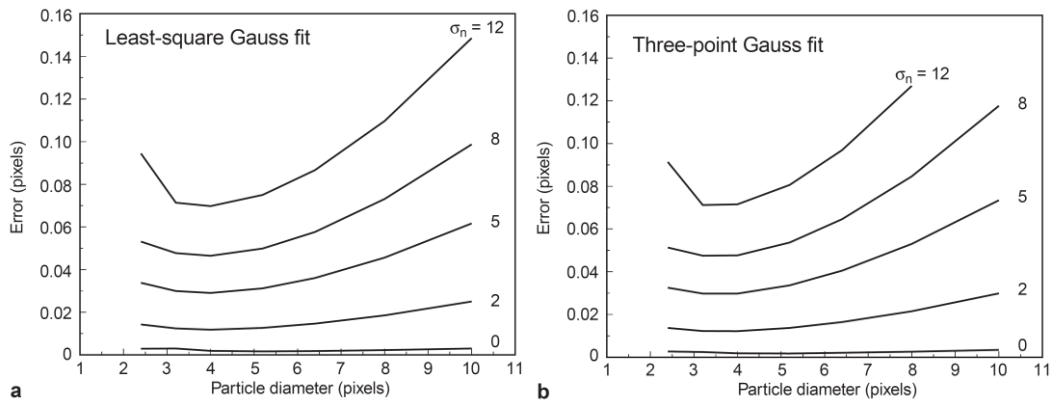 Least-square Gauss fit
σn = 12
8
5
2
0
0.16
0.14
0.12
0.10
0.08
0.06
0.04
0.02
0
Error (pixels)
1 2 3 4 5 6 7 8 9 10 11
Particle diameter (pixels)
a
Three-point Gauss fit
σn = 12
8
5
2
0
0.16
0.14
0.12
0.10
0.08
0.06
0.04
0.02
0
Error (pixels)
1 2 3 4 5 6 7 8 9 10 11
Particle diameter (pixels)
b